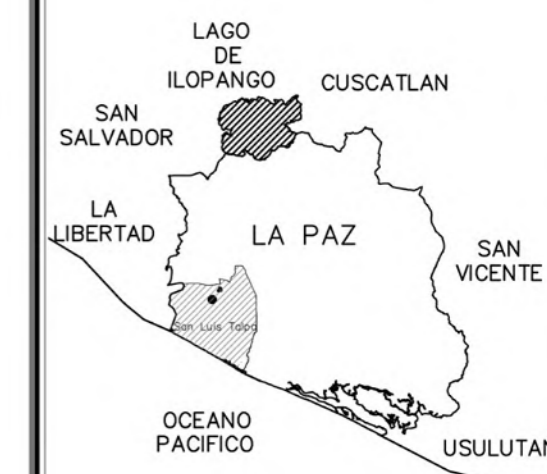 LAGO
DE
ILOPANGO
CUSCATLAN
SAN
SALVADOR
LA
LIBERTAD
LA PAZ
SAN
VICENTE
San Luis Talpa
OCEANO
PACIFICO
USULUTAN